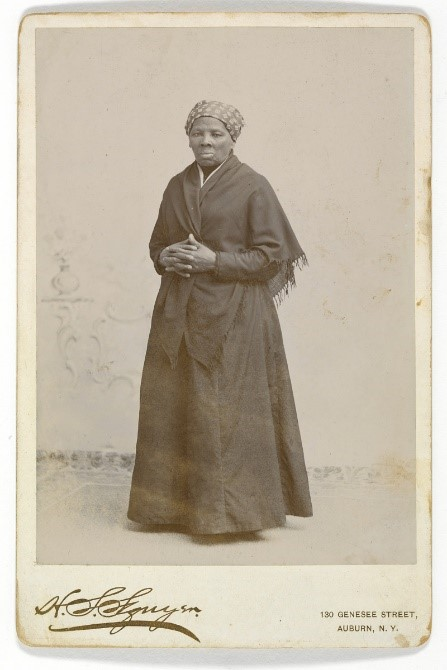 H. S. Squyer.
130 GENESEE STREET,
AUBURN, N. Y.